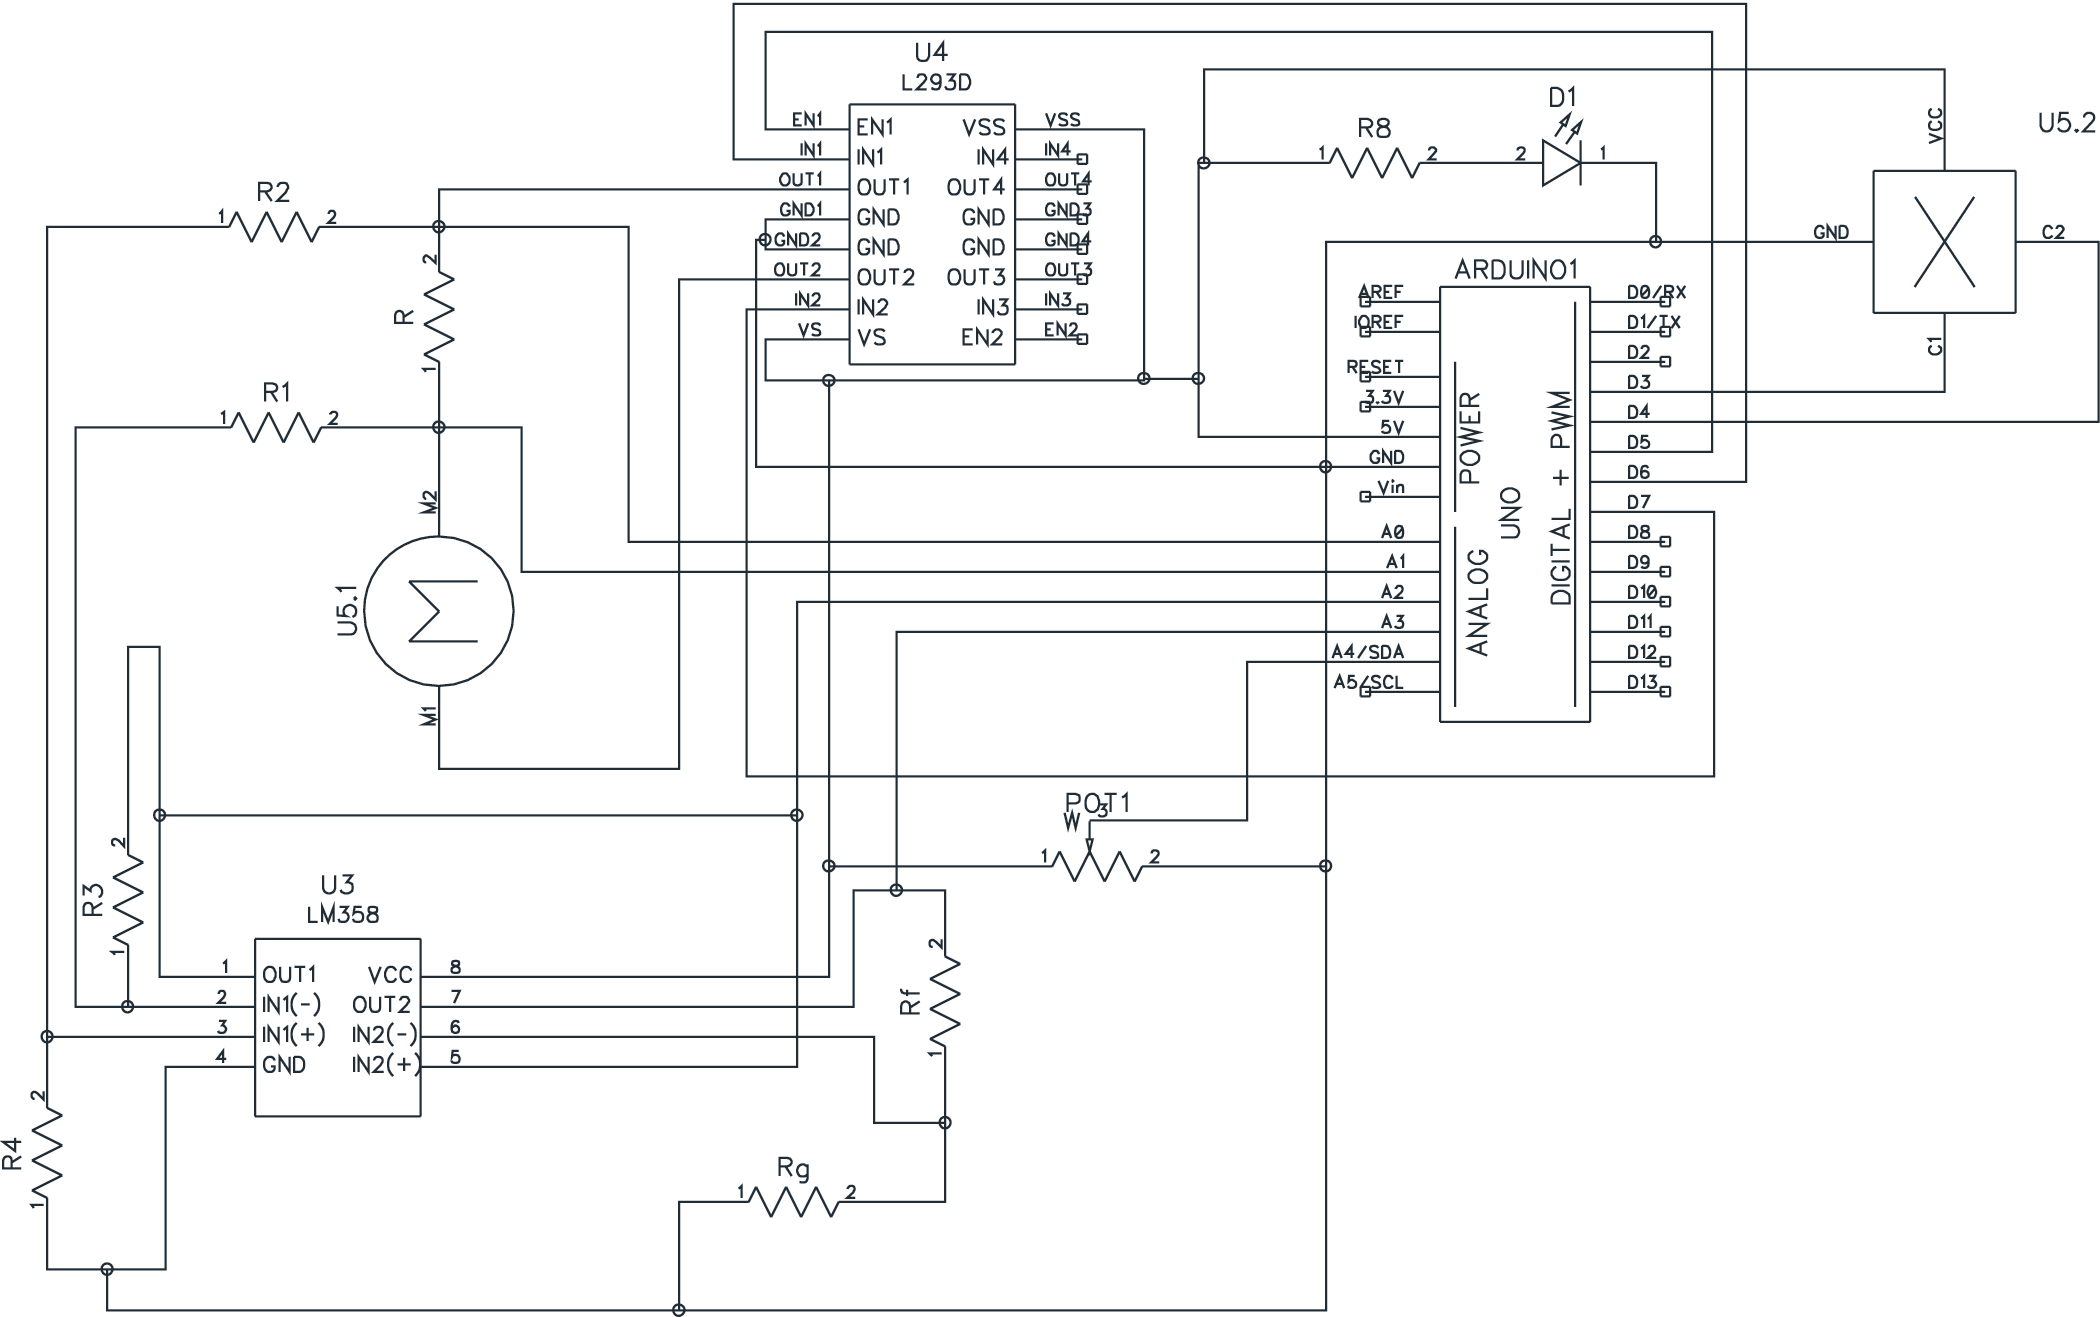 U4
L293D
EN1 EN1 VSS VSS
IN1 IN1 IN4 IN4
OUT1 OUT1 OUT4 OUT4
GND1 GND GND GND3
GND2 GND GND GND4
OUT2 OUT2 OUT3 OUT3
IN2 IN2 IN3 IN3
VS VS EN2 EN2
D1
1 R8 2 2 1
VCC
U5.2
GND
C2
C1
1 R2 2
2
R
1
1 R1 2
M2
U5.1
M1
ARDUINO1
AREF D0/RX
IOREF D1/TX
D2
RESET D3
3.3V D4
5V D5
GND D6
Vin D7
A0 D8
A1 D9
A2 D10
A3 D11
A4/SDA D12
A5/SCL D13
POWER
ANALOG
UNO
DIGITAL + PWM
POT1
W 3
1 2
2
R3
1
U3
LM358
1 OUT1 VCC 8
2 IN1(-) OUT2 7
3 IN1(+) IN2(-) 6
4 GND IN2(+) 5
2
Rf
1
2
R4
1
Rg
1 2